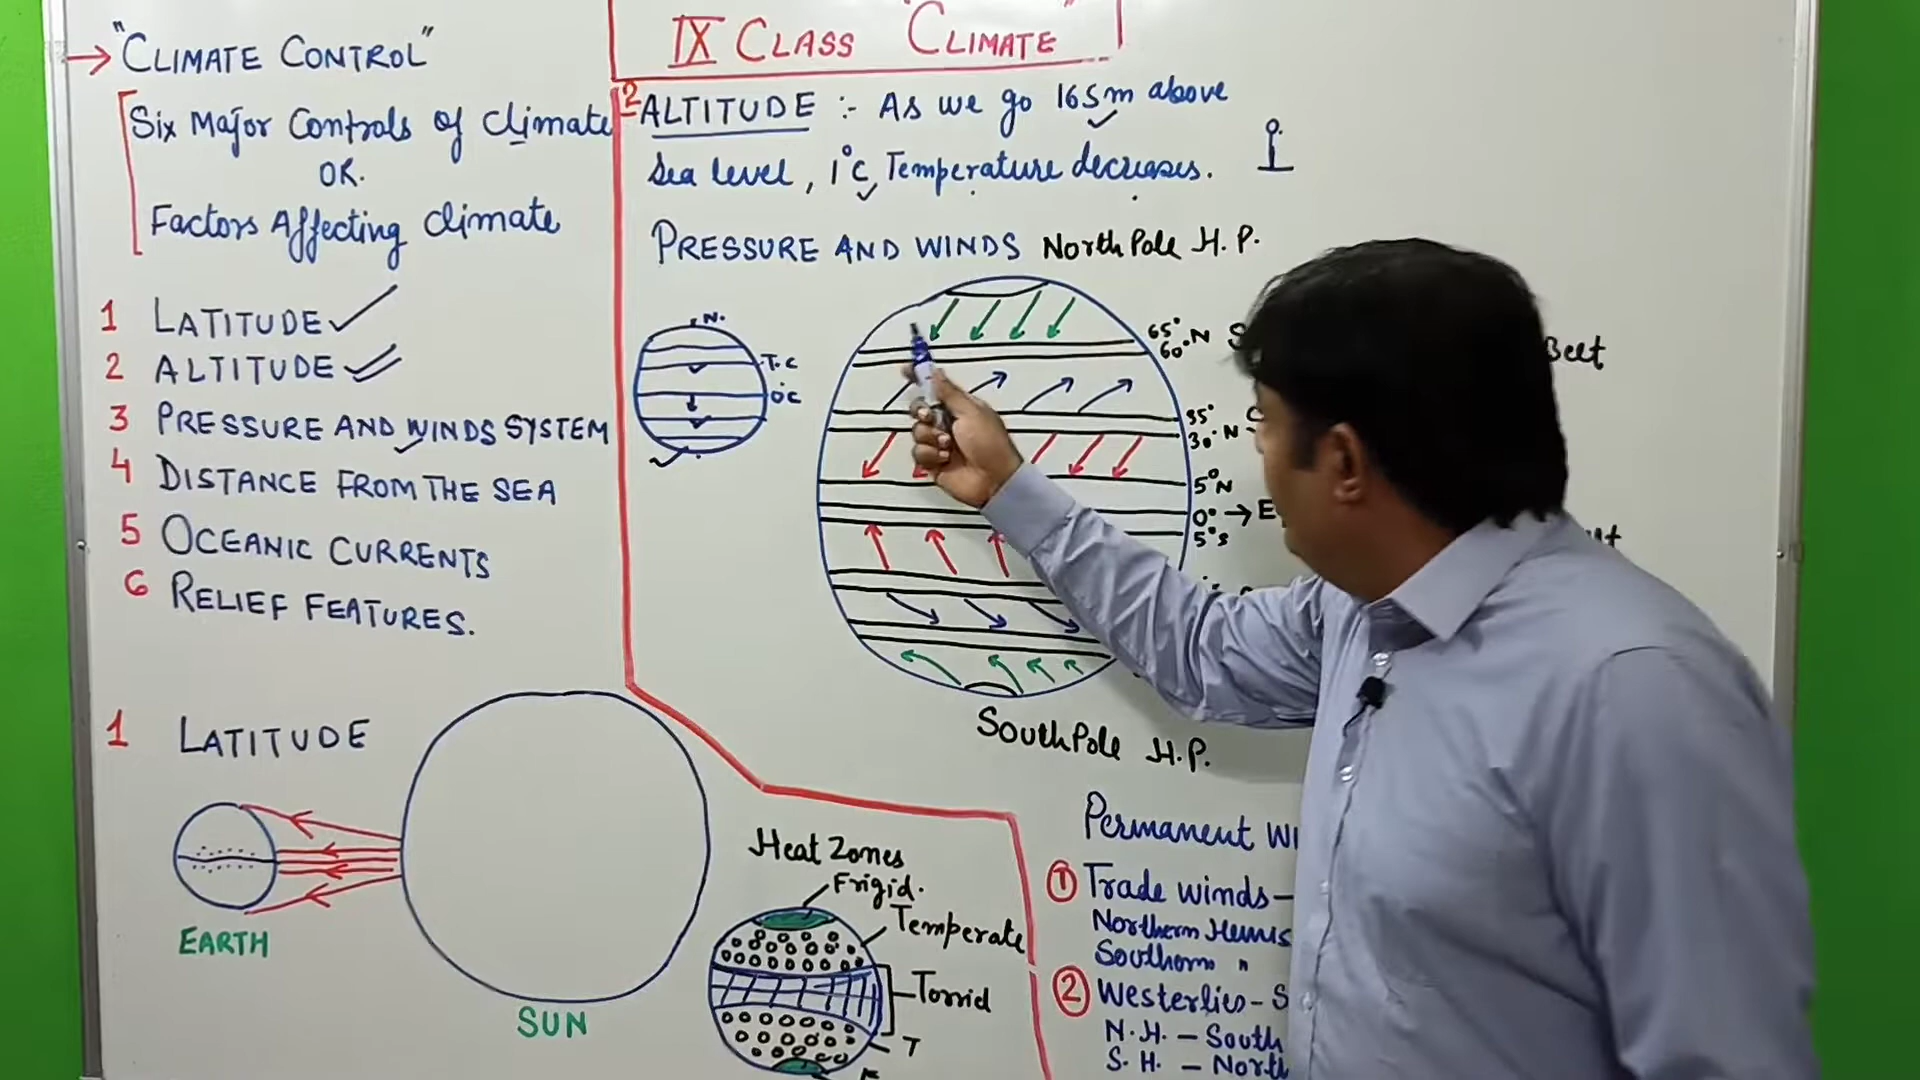 IX CLASS "CLIMATE"
→ "CLIMATE CONTROL"
Six Major Controls of Climate
OR.
Factors Affecting Climate
1 LATITUDE ✓
2 ALTITUDE ✓
3 PRESSURE AND WINDS SYSTEM
4 DISTANCE FROM THE SEA
5 OCEANIC CURRENTS
6 RELIEF FEATURES.
1 LATITUDE
EARTH
SUN
2 ALTITUDE :- As we go 165m above
Sea level, 1°C Temperature decreases.
PRESSURE AND WINDS
North Pole H.P.
N.
T.C
65°
60°N
Belt
35°
30°N
5°N
0° →
5°S
South Pole H.P.
Heat Zones
Frigid.
Temperate
Torrid
T
F
Permanent
① Trade winds-
Northern
Southern "
② Westerlies-
N.H. - South
S.H. - North